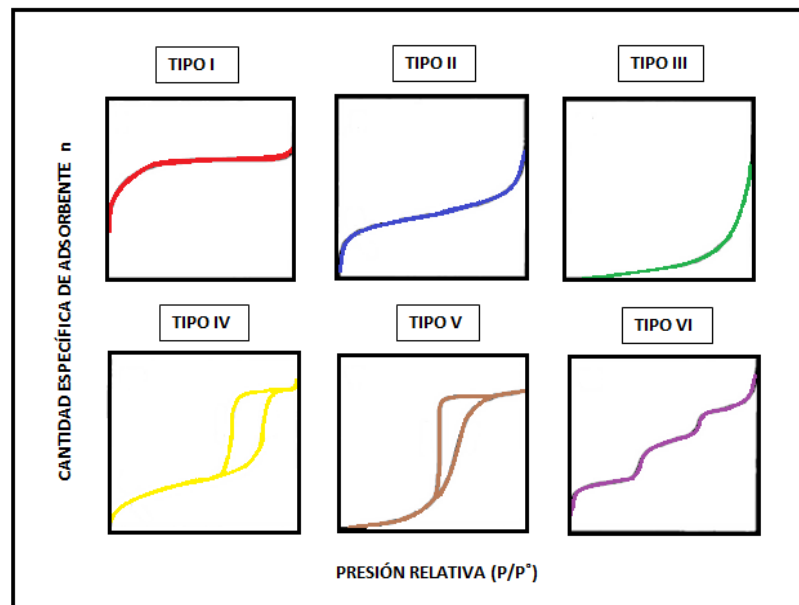 TIPO I
TIPO II
TIPO III
CANTIDAD ESPECÍFICA DE ADSORBENTE n
TIPO IV
TIPO V
TIPO VI
PRESIÓN RELATIVA (P/P°)